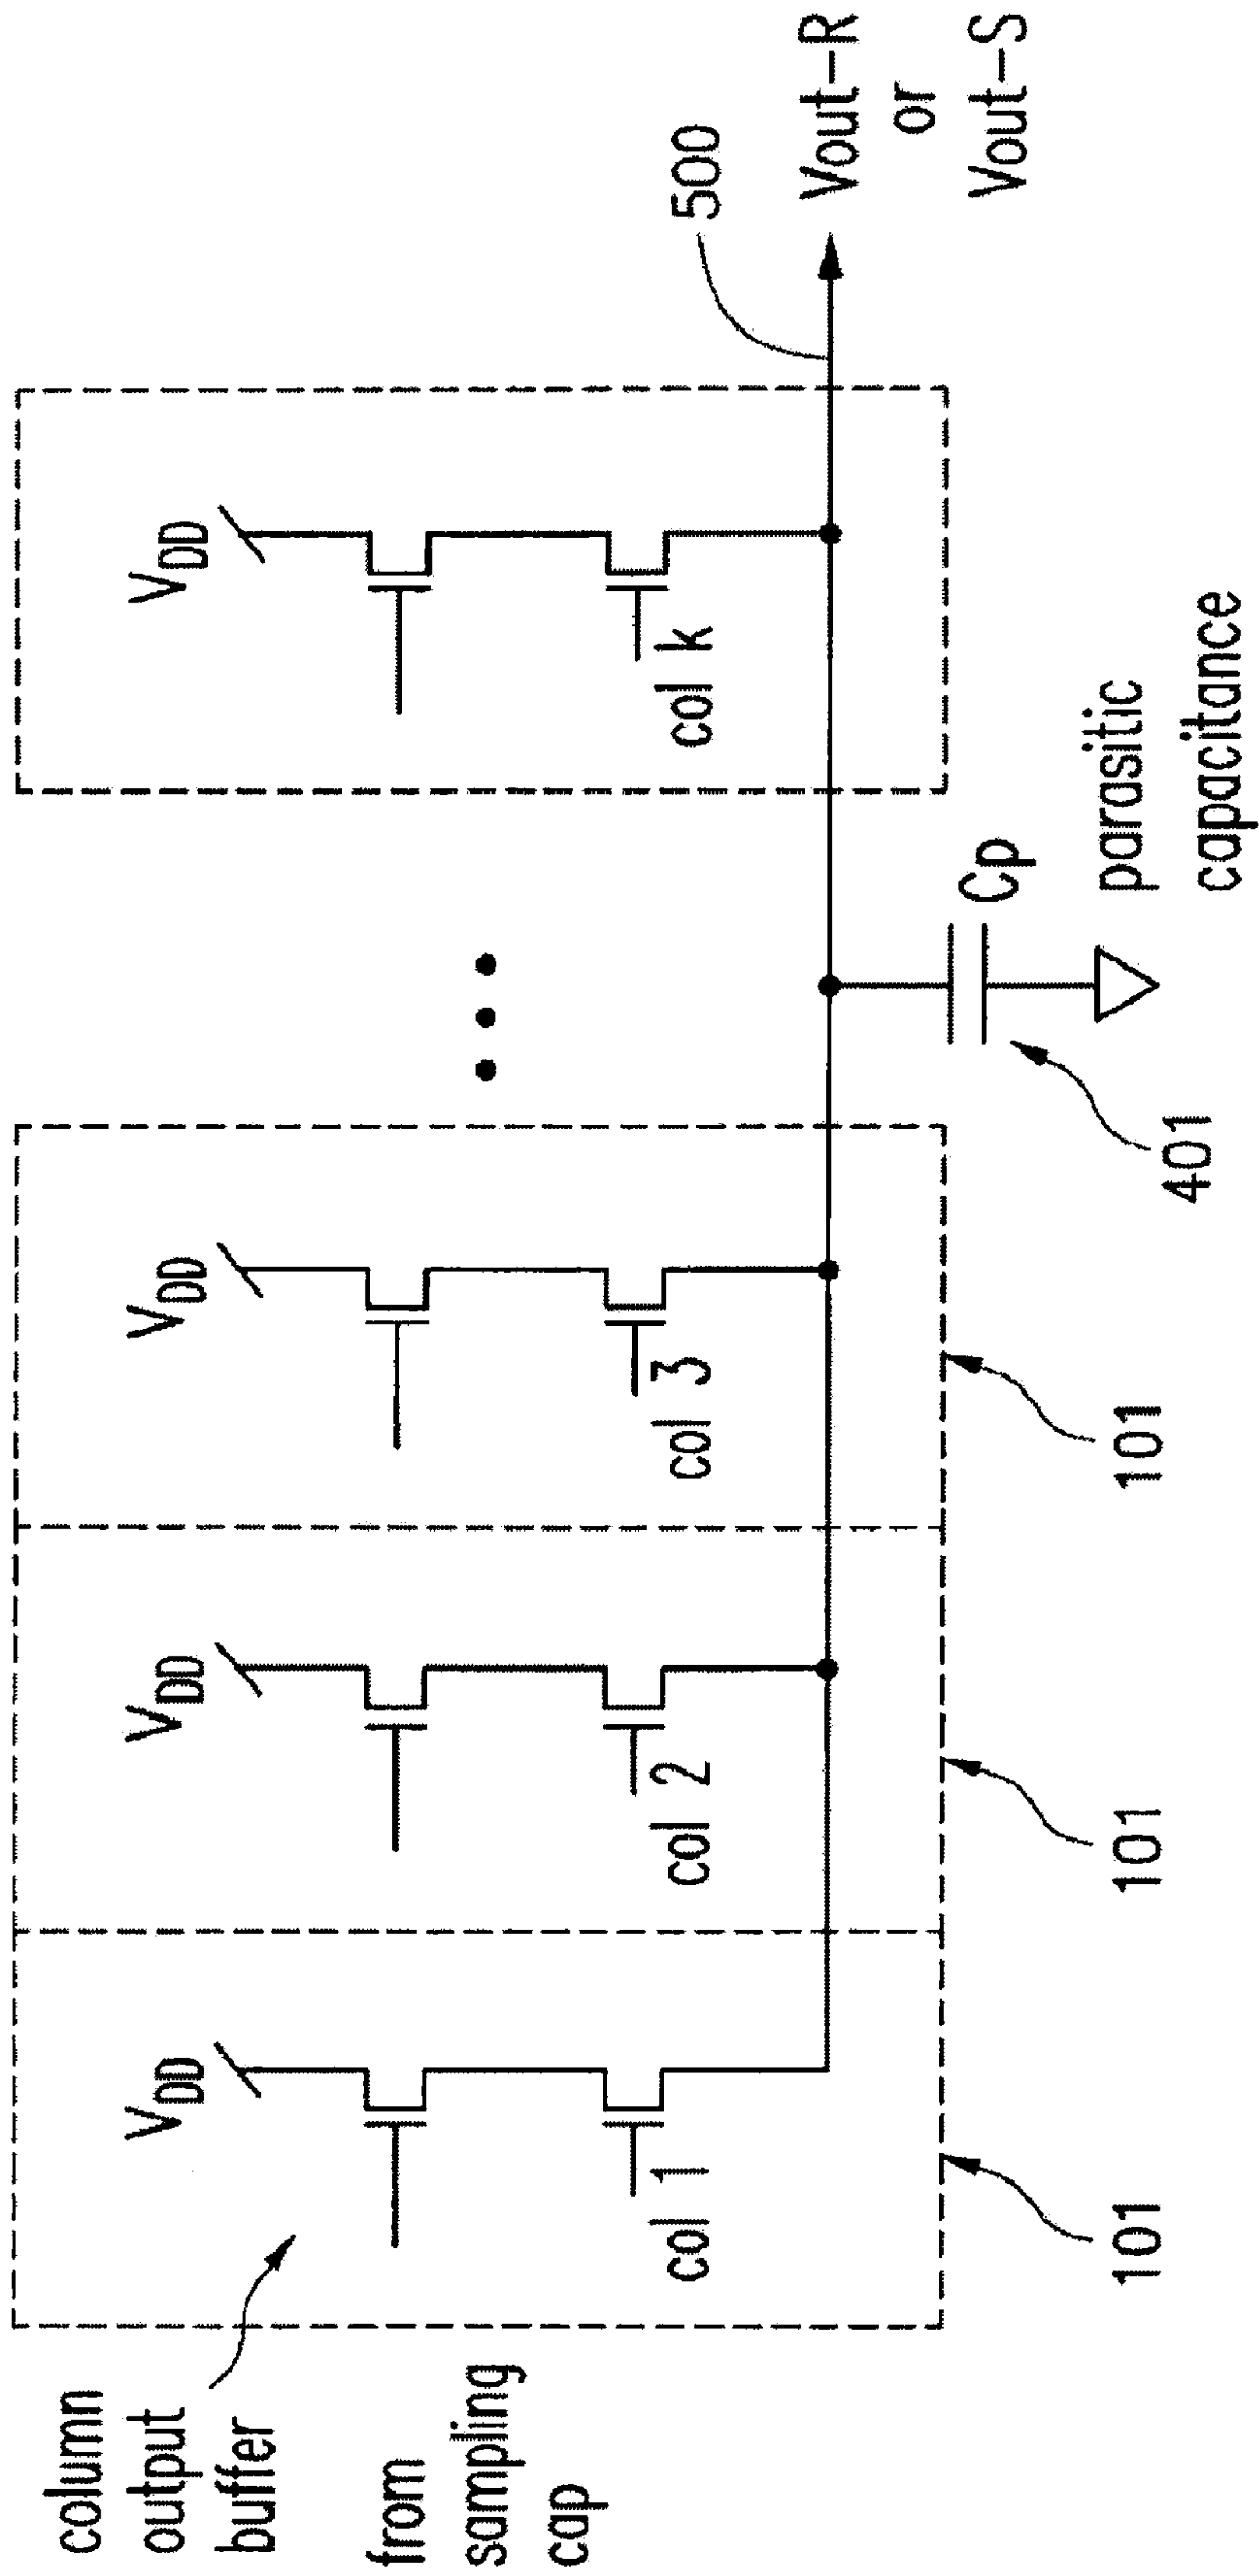 column
output
buffer
from
sampling
cap
VDD
col 1
VDD
col 2
VDD
col 3
VDD
col k
500
Vout-R
or
Vout-S
Cp
parasitic
capacitance
401
101
101
101